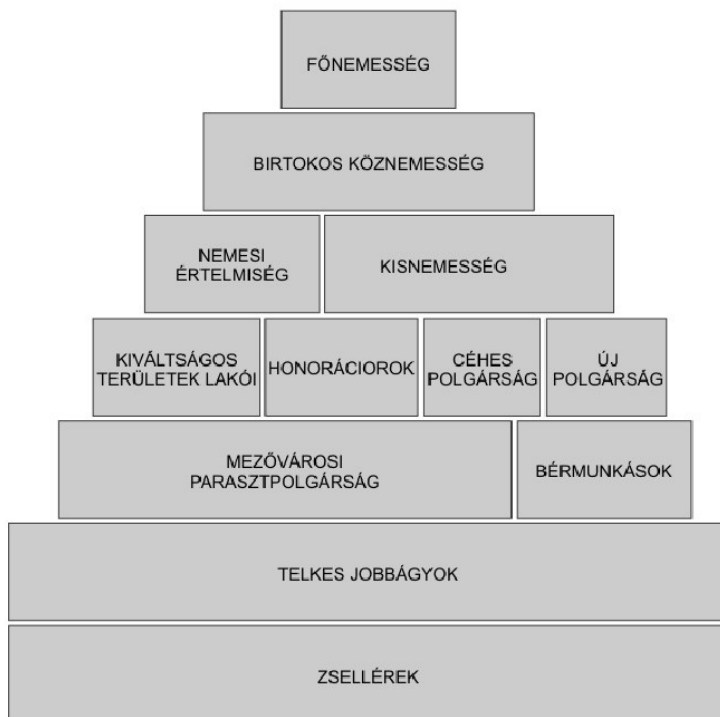 FŐNEMESSÉG
BIRTOKOS KÖZNEMESSÉG
NEMESI
ÉRTELMISÉG
KISNEMESSÉG
KIVÁLTSÁGOS
TERÜLETEK LAKÓI
HONORÁCIOROK
CÉHES
POLGÁRSÁG
ÚJ
POLGÁRSÁG
MEZŐVÁROSI
PARASZTPOLGÁRSÁG
BÉRMUNKÁSOK
TELKES JOBBÁGYOK
ZSELLÉREK